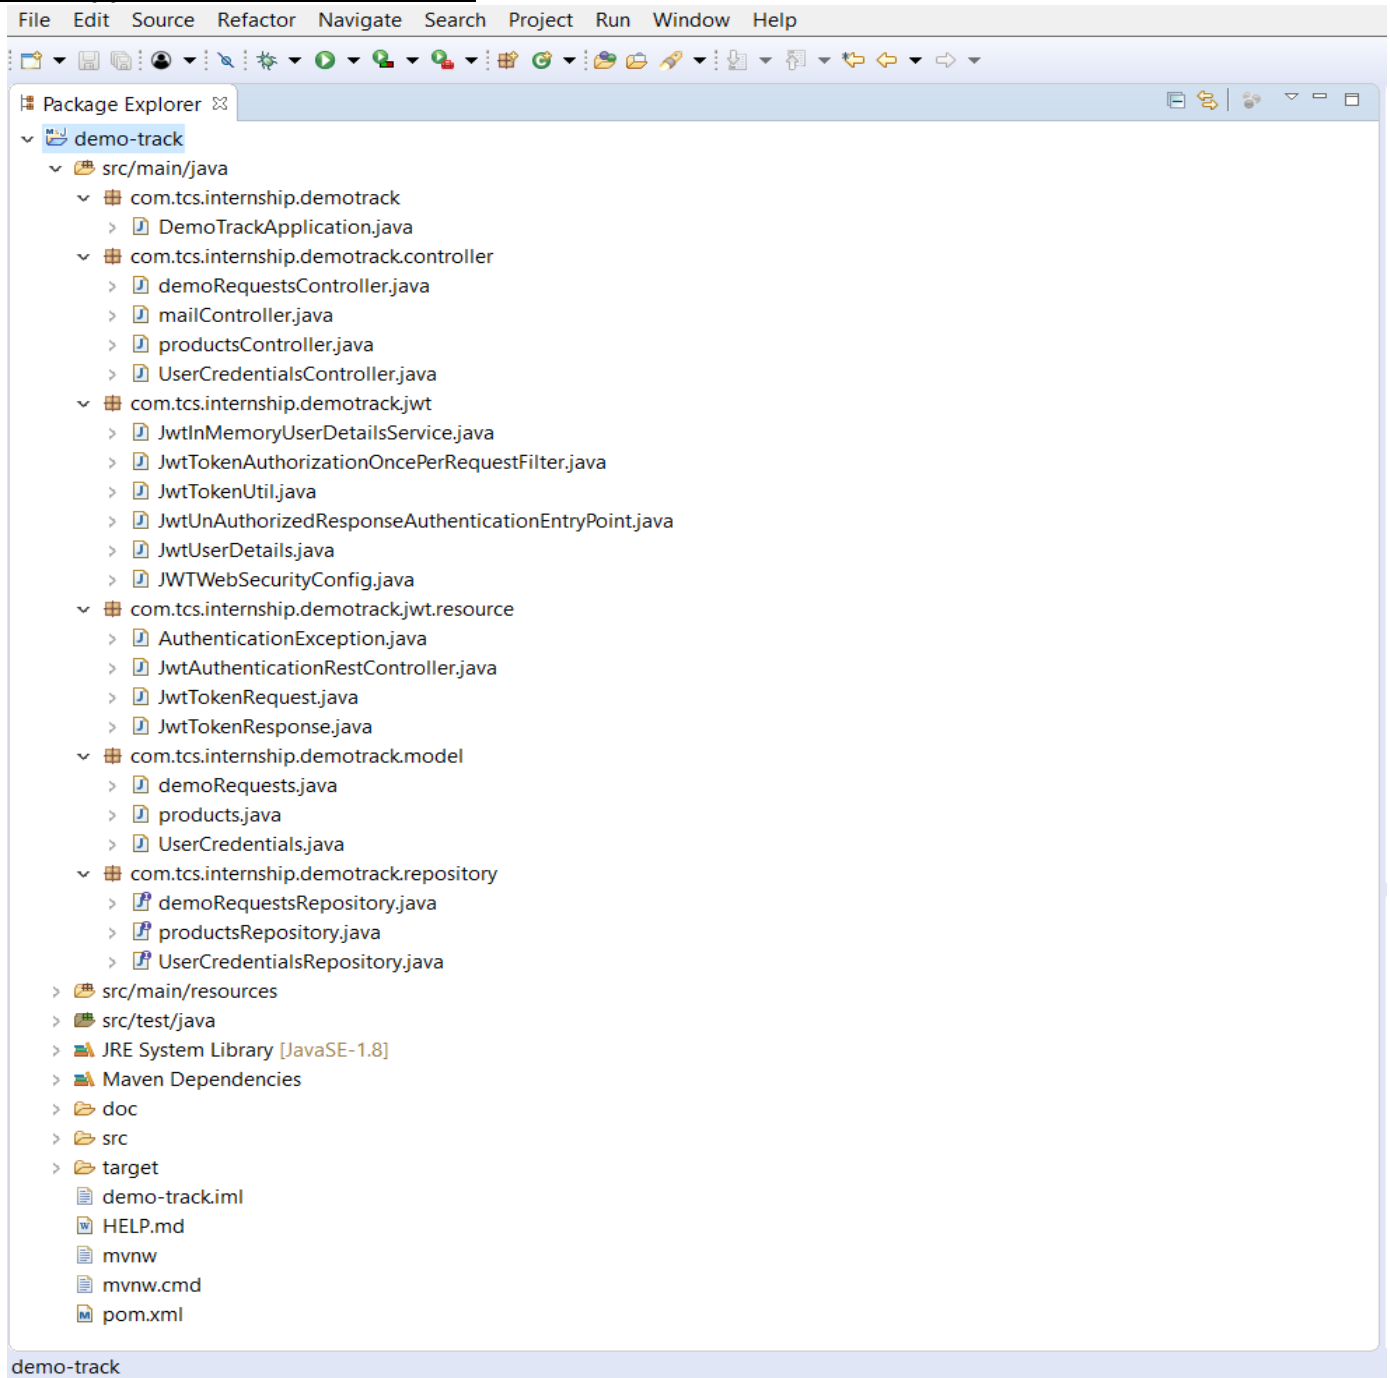 File Edit Source Refactor Navigate Search Project Run Window Help
Package Explorer
demo-track
src/main/java
com.tcs.internship.demotrack
DemoTrackApplication.java
com.tcs.internship.demotrack.controller
demoRequestsController.java
mailController.java
productsController.java
UserCredentialsController.java
com.tcs.internship.demotrack.jwt
JwtInMemoryUserDetailsService.java
JwtTokenAuthorizationOncePerRequestFilter.java
JwtTokenUtil.java
JwtUnAuthorizedResponseAuthenticationEntryPoint.java
JwtUserDetails.java
JWTWebSecurityConfig.java
com.tcs.internship.demotrack.jwt.resource
AuthenticationException.java
JwtAuthenticationRestController.java
JwtTokenRequest.java
JwtTokenResponse.java
com.tcs.internship.demotrack.model
demoRequests.java
products.java
UserCredentials.java
com.tcs.internship.demotrack.repository
demoRequestsRepository.java
productsRepository.java
UserCredentialsRepository.java
src/main/resources
src/test/java
JRE System Library [JavaSE-1.8]
Maven Dependencies
doc
src
target
demo-track.iml
HELP.md
mvnw
mvnw.cmd
pom.xml
demo-track